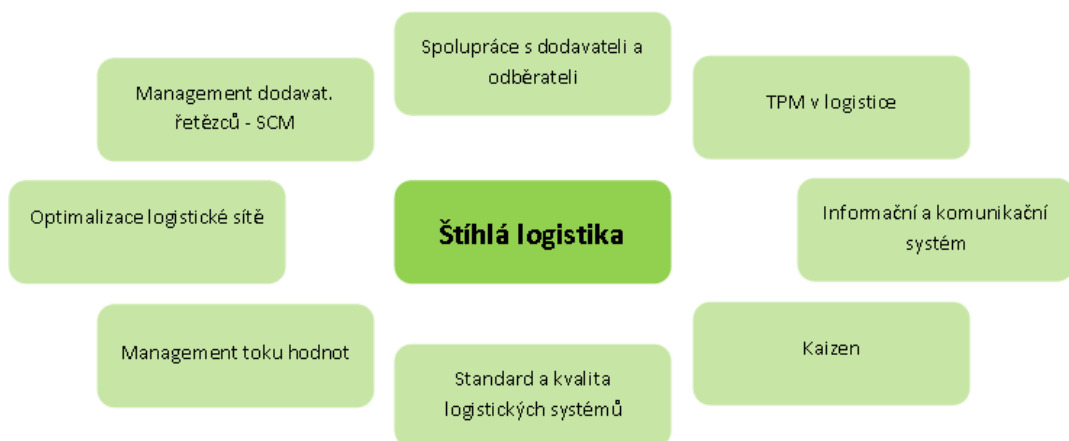 Spolupráce s dodavateli a
odběrateli
Management dodavat.
řetězců - SCM
TPM v logistice
Optimalizace logistické sítě
Štíhlá logistika
Informační a komunikační
systém
Management toku hodnot
Standard a kvalita
logistických systémů
Kaizen